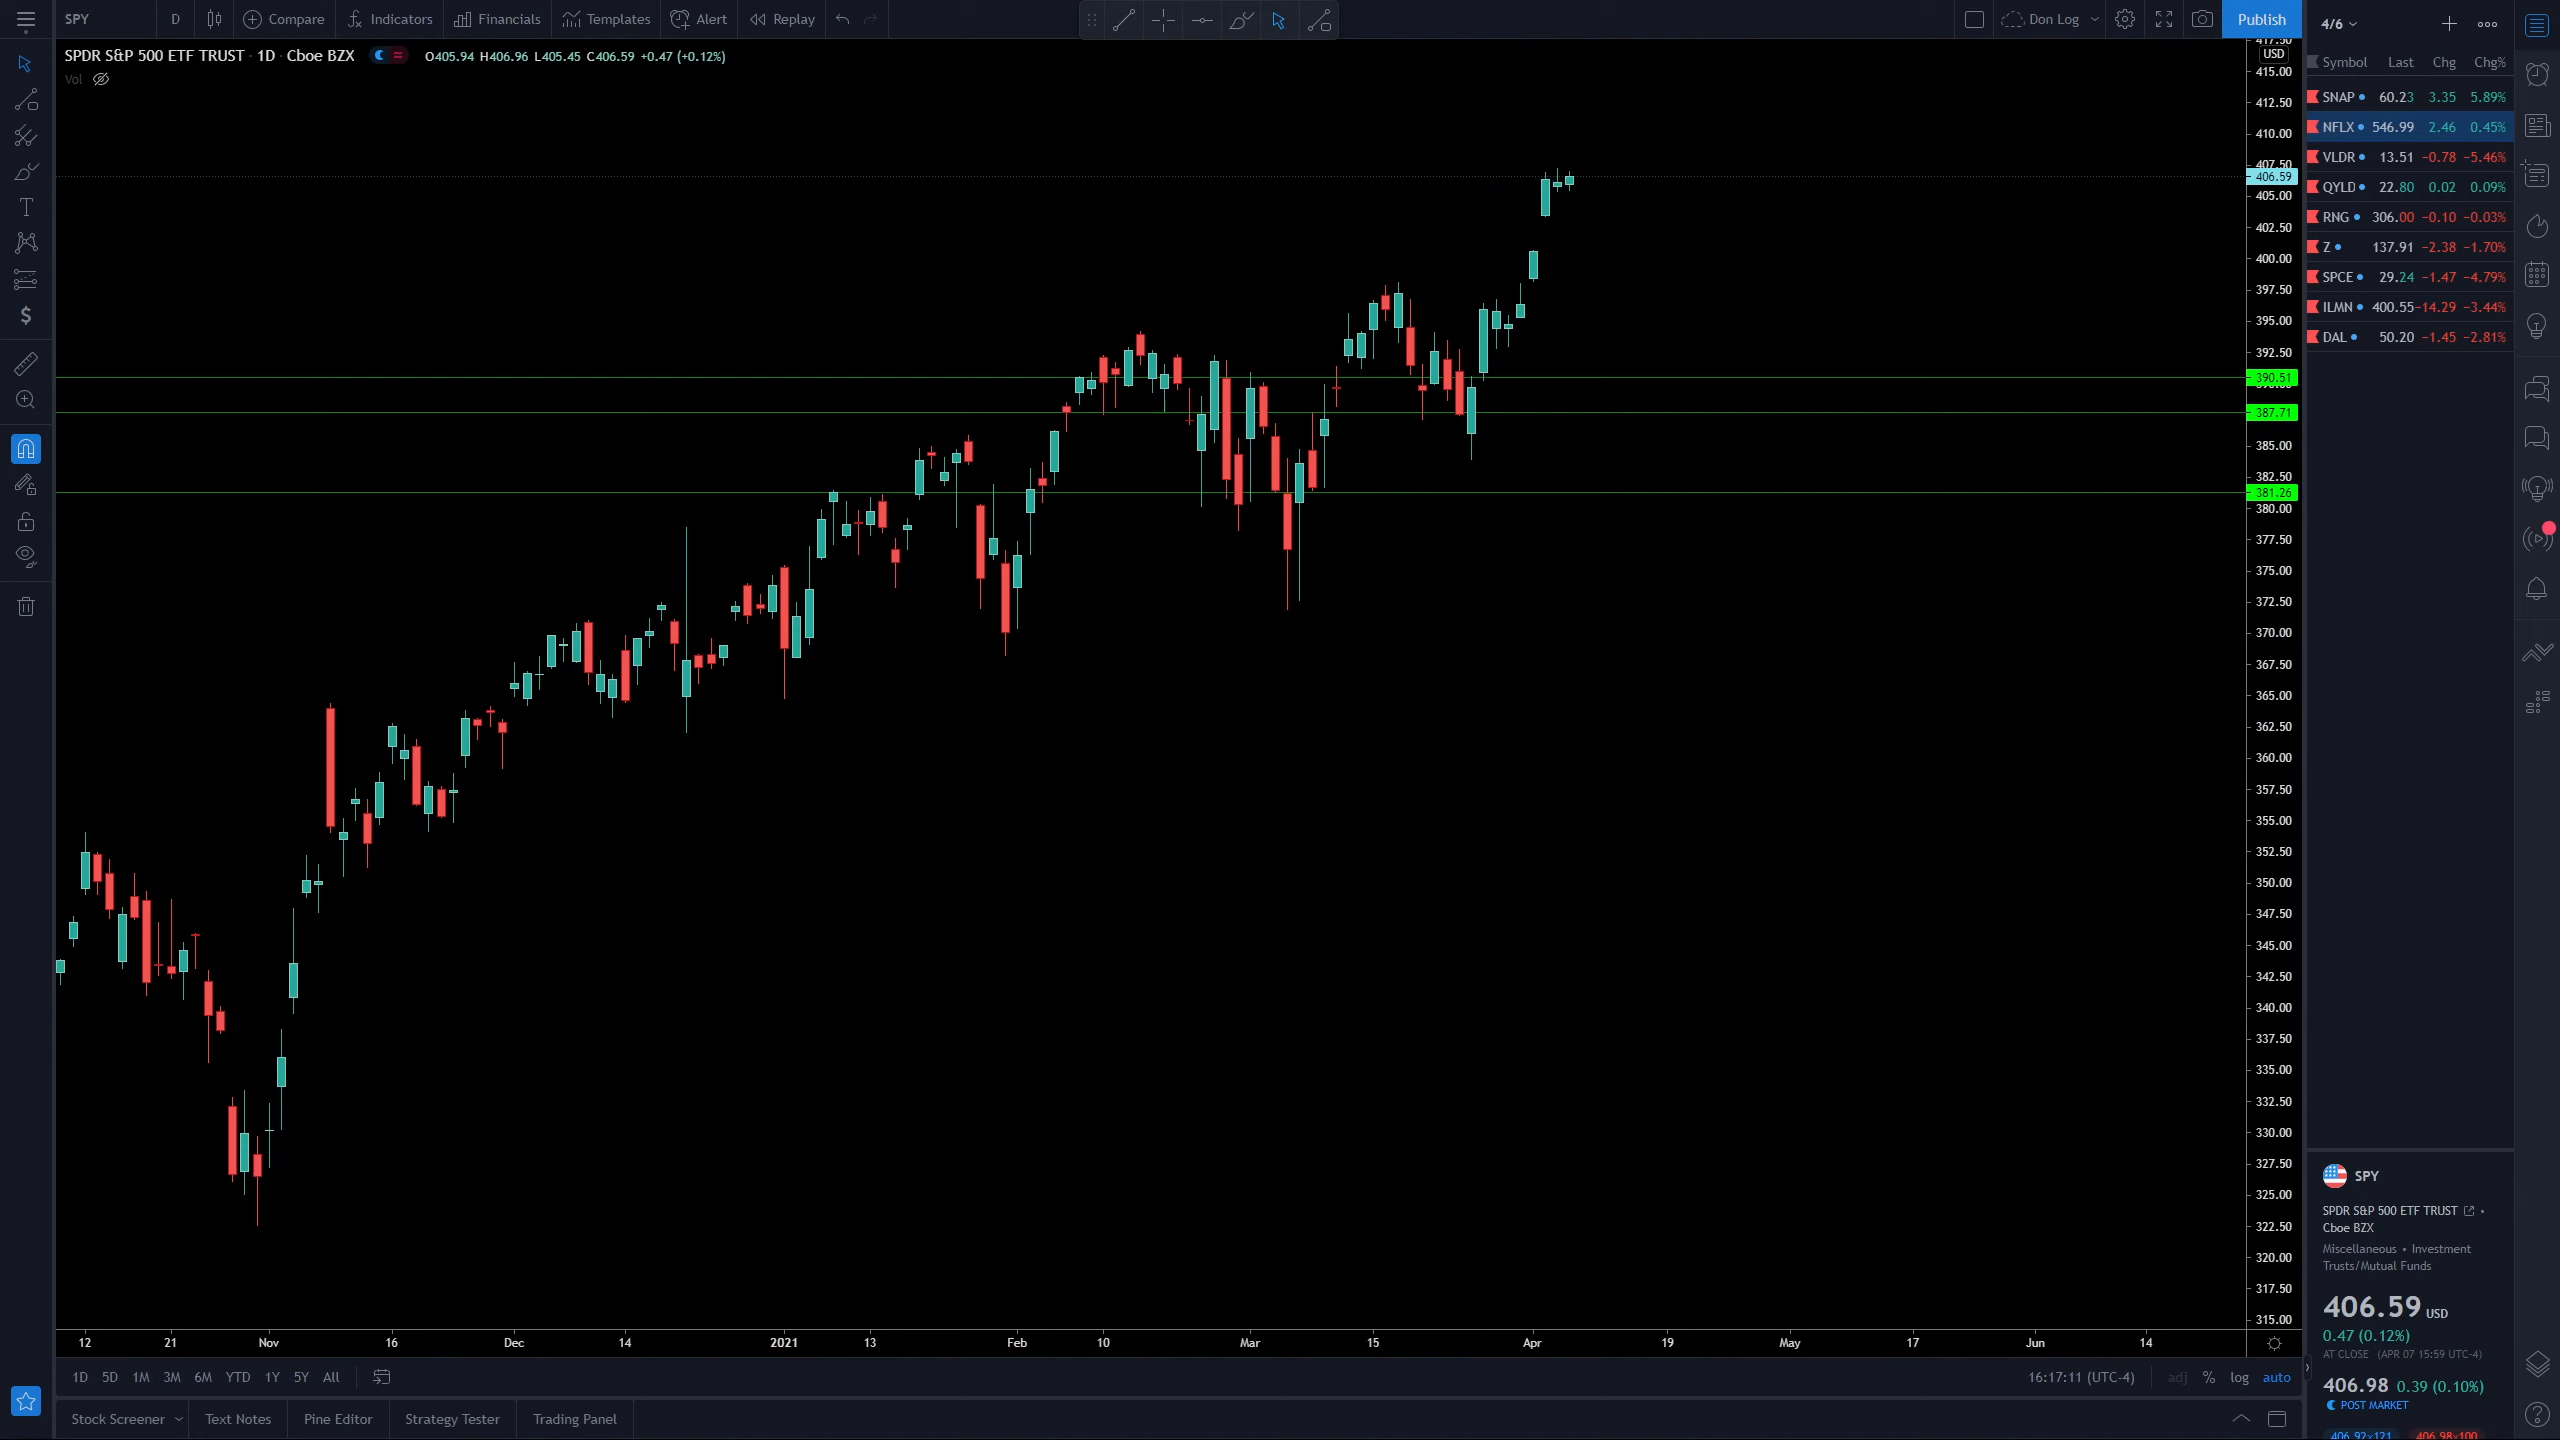 SPY D Compare Indicators Financials Templates Alert Replay Don Log Publish
SPDR S&P 500 ETF TRUST · 1D · Cboe BZX O405.94 H406.96 L405.45 C406.59 +0.47 (+0.12%)
Vol
USD
415.00
412.50
410.00
407.50
406.59
405.00
402.50
400.00
397.50
395.00
392.50
390.51
387.71
385.00
382.50
381.26
380.00
377.50
375.00
372.50
370.00
367.50
365.00
362.50
360.00
357.50
355.00
352.50
350.00
347.50
345.00
342.50
340.00
337.50
335.00
332.50
330.00
327.50
325.00
322.50
320.00
317.50
315.00
12 21 Nov 16 Dec 14 2021 13 Feb 10 Mar 15 Apr 19 May 17 Jun 14
1D 5D 1M 3M 6M YTD 1Y 5Y All 16:17:11 (UTC-4) adj % log auto
Stock Screener Text Notes Pine Editor Strategy Tester Trading Panel
4/6
Symbol Last Chg Chg%
SNAP 60.23 3.35 5.89%
NFLX 546.99 2.46 0.45%
VLDR 13.51 −0.78 −5.46%
QYLD 22.80 0.02 0.09%
RNG 306.00 −0.10 −0.03%
Z 137.91 −2.38 −1.70%
SPCE 29.24 −1.47 −4.79%
ILMN 400.55 −14.29 −3.44%
DAL 50.20 −1.45 −2.81%
SPY
SPDR S&P 500 ETF TRUST •
Cboe BZX
Miscellaneous • Investment
Trusts/Mutual Funds
406.59 USD
0.47 (0.12%)
AT CLOSE (APR 07 15:59 UTC-4)
406.98 0.39 (0.10%)
POST MARKET
406.92×121 406.98×100